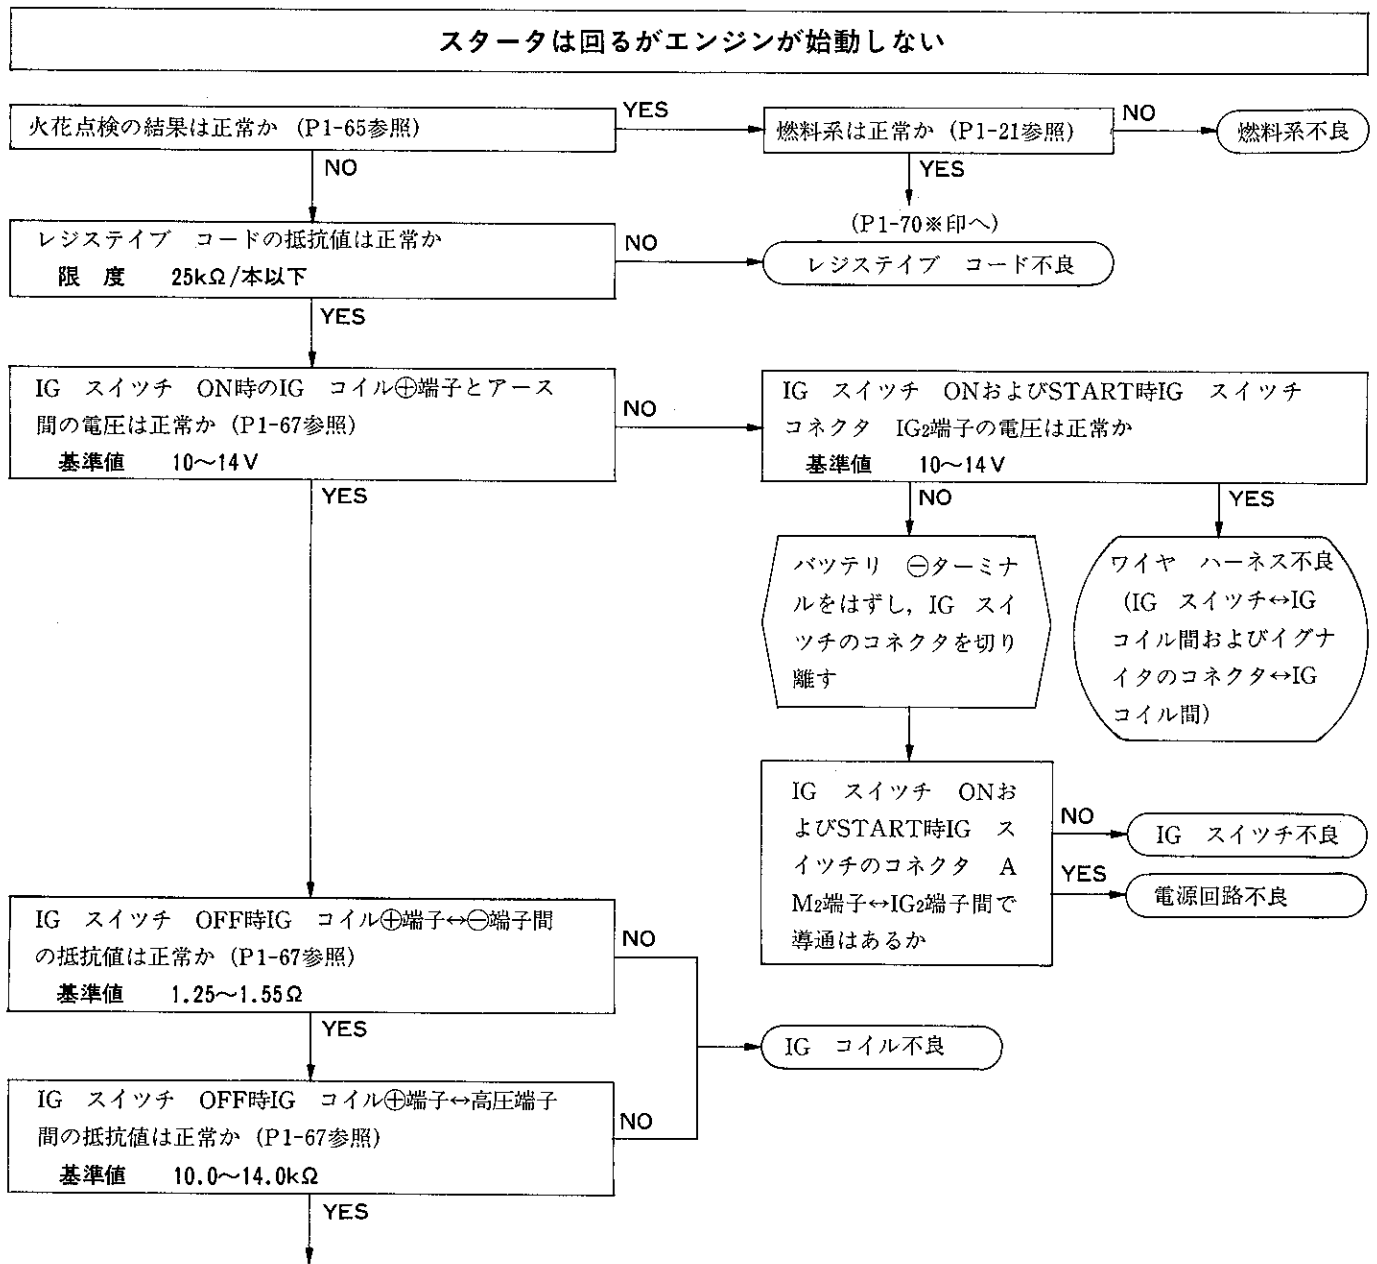 スタータは回るがエンジンが始動しない
火花点検の結果は正常か (P1-65参照)
YES
燃料系は正常か (P1-21参照)
NO
燃料系不良
NO
YES
(P1-70※印へ)
レジステイブ コードの抵抗値は正常か
限 度 25kΩ/本以下
NO
レジステイブ コード不良
YES
IG スイツチ ON時のIG コイル⊕端子とアース
間の電圧は正常か (P1-67参照)
基準値 10～14V
NO
IG スイツチ ONおよびSTART時IG スイツチ
コネクタ IG₂端子の電圧は正常か
基準値 10～14V
YES
NO
YES
バツテリ ⊖ターミナ
ルをはずし, IG スイ
ツチのコネクタを切り
離す
ワイヤ ハーネス不良
(IG スイツチ↔IG
コイル間およびイグナ
イタのコネクタ↔IG
コイル間)
IG スイツチ ONお
よびSTART時IG ス
イツチのコネクタ A
M₂端子↔IG₂端子間で
導通はあるか
NO
IG スイツチ不良
YES
電源回路不良
IG スイツチ OFF時IG コイル⊕端子↔⊖端子間
の抵抗値は正常か (P1-67参照)
基準値 1.25～1.55Ω
NO
YES
IG コイル不良
IG スイツチ OFF時IG コイル⊕端子↔高圧端子
間の抵抗値は正常か (P1-67参照)
基準値 10.0～14.0kΩ
NO
YES